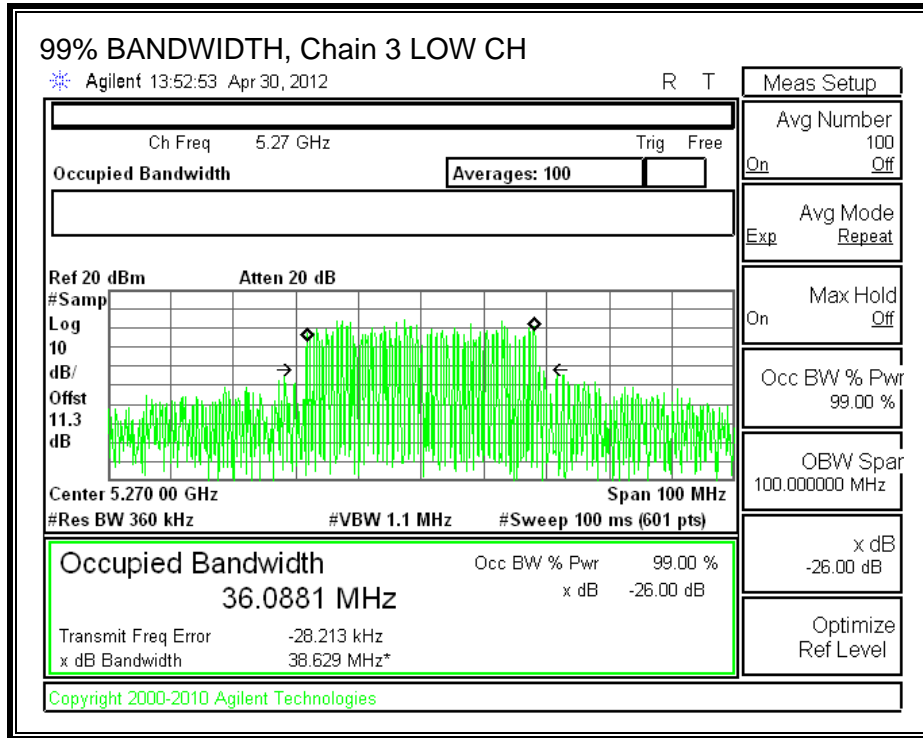 99% BANDWIDTH, Chain 3 LOW CH
Agilent 13:52:53 Apr 30, 2012 R T
Ch Freq 5.27 GHz Trig Free
Occupied Bandwidth Averages: 100
Ref 20 dBm Atten 20 dB
#Samp
Log
10
dB/
Offst
11.3
dB
Center 5.270 00 GHz Span 100 MHz
#Res BW 360 kHz #VBW 1.1 MHz #Sweep 100 ms (601 pts)
Occupied Bandwidth Occ BW % Pwr 99.00 %
36.0881 MHz x dB -26.00 dB
Transmit Freq Error -28.213 kHz
x dB Bandwidth 38.629 MHz*
Copyright 2000-2010 Agilent Technologies
Meas Setup
Avg Number
100
On Off
Avg Mode
Exp Repeat
Max Hold
On Off
Occ BW % Pwr
99.00 %
OBW Span
100.000000 MHz
x dB
-26.00 dB
Optimize
Ref Level